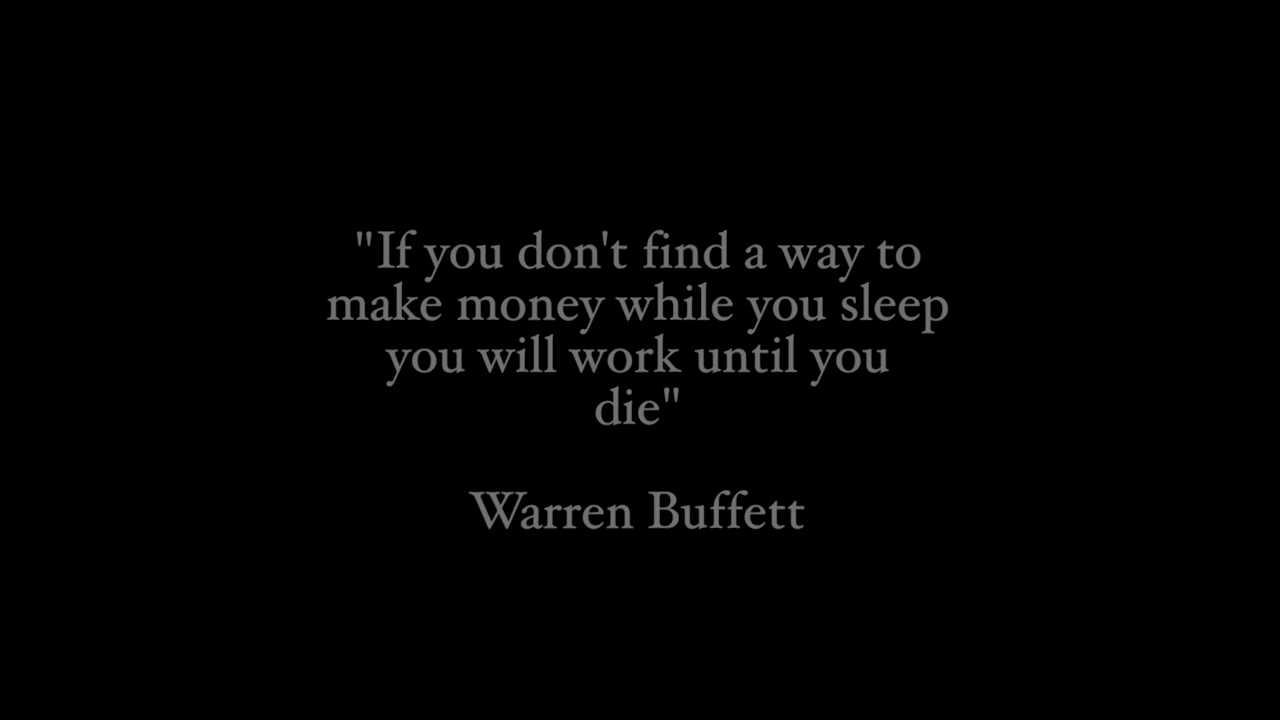 "If you don't find a way to
make money while you sleep
you will work until you
die"
Warren Buffett